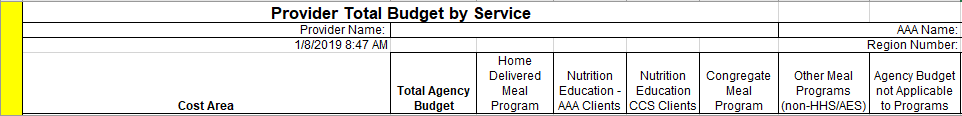 Provider Total Budget by Service
Provider Name: AAA Name:
1/8/2019 8:47 AM Region Number:
Cost Area
Total Agency
Budget
Home
Delivered
Meal
Program
Nutrition
Education -
AAA Clients
Nutrition
Education
CCS Clients
Congregate
Meal
Program
Other Meal
Programs
(non-HHS/AES)
Agency Budget
not Applicable
to Programs